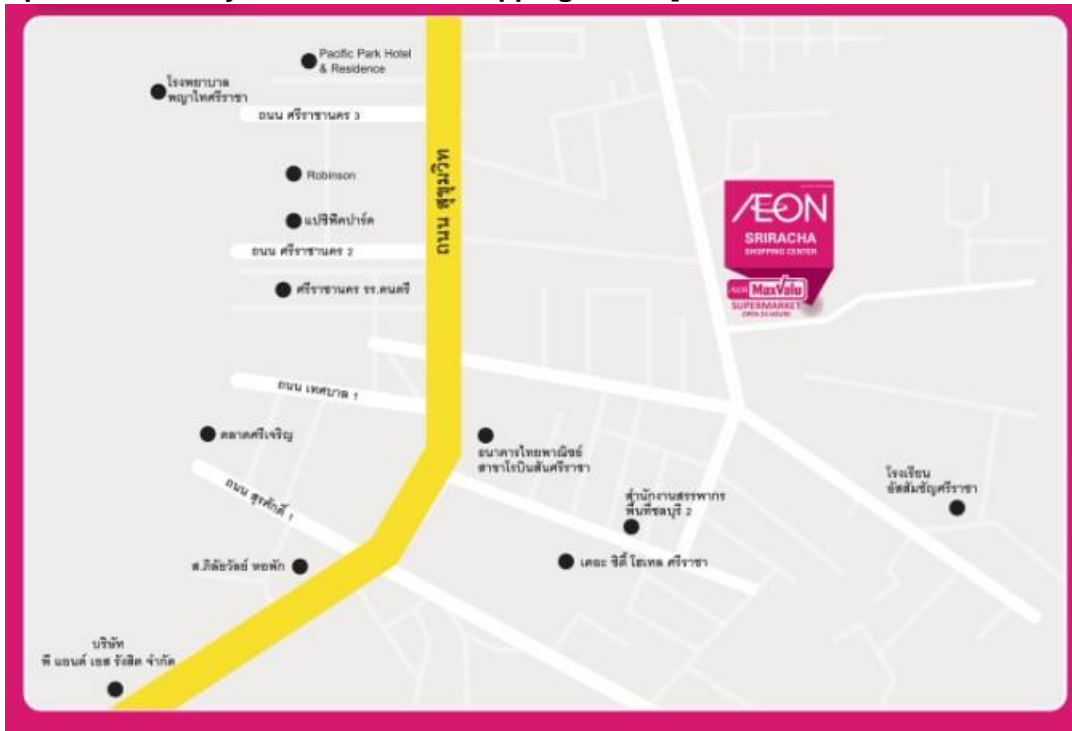 Pacific Park Hotel
& Residence
โรงพยาบาล
พญาไทศรีราชา
ถนน ศรีราชานคร 3
ถนน สุขุมวิท
Robinson
แปซิฟิคปาร์ค
ถนน ศรีราชานคร 2
ศรีราชานคร รร.ดนตรี
ÆON
SRIRACHA
SHOPPING CENTER
ÆON MaxValu
SUPERMARKET
OPEN 24 HOURS
ถนน เทศบาล 1
ตลาดศรีเจริญ
ธนาคารไทยพาณิชย์
สาขาโรบินสันศรีราชา
โรงเรียน
อัสสัมชัญศรีราชา
ถนน สุรศักดิ์ 1
สำนักงานสรรพากร
พื้นที่ชลบุรี 2
เดอะ ซิตี้ โฮเทล ศรีราชา
ส.ภิลัยวัลย์ หอพัก
บริษัท
พี แอนด์ เอส รังสิต จำกัด